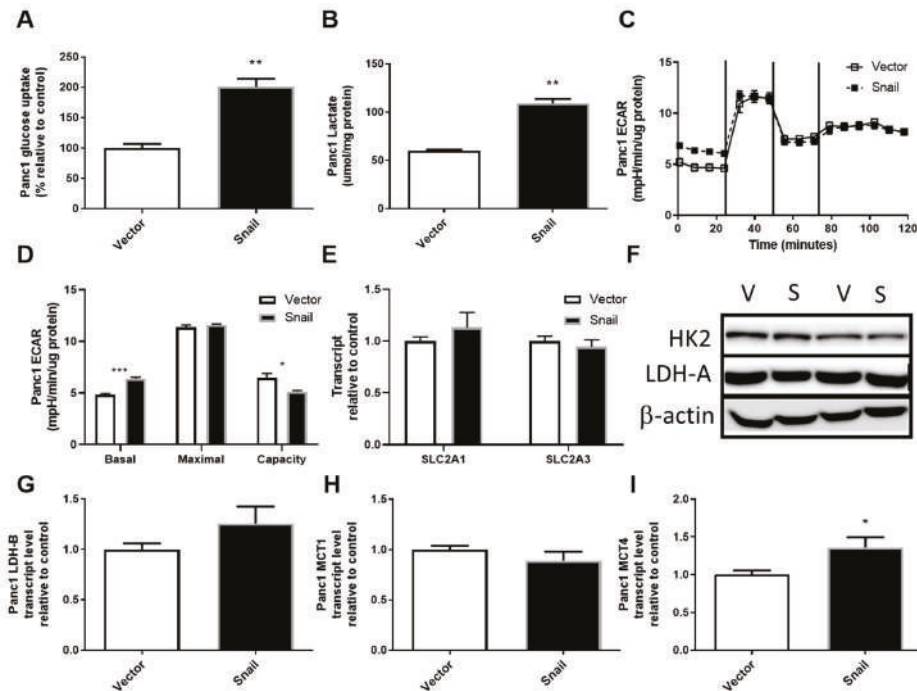 A
Panc1 glucose uptake
(% relative to control)
250
200
150
100
50
0
**
Vector
Snail
B
Panc1 Lactate
(umol/mg protein)
150
100
50
0
**
Vector
Snail
C
Panc1 ECAR
(mpH/min/ug protein)
15
10
5
0
0
20
40
60
80
100
120
Time (minutes)
Vector
Snail
D
Panc1 ECAR
(mpH/min/ug protein)
15
10
5
0
***
*
Basal
Maximal
Capacity
Vector
Snail
E
Transcript
relative to control
1.5
1.0
0.5
0.0
SLC2A1
SLC2A3
Vector
Snail
F
V S V S
HK2
LDH-A
β-actin
G
Panc1 LDH-B
transcript level
relative to control
1.5
1.0
0.5
0.0
Vector
Snail
H
Panc1 MCT1
transcript level
relative to control
1.5
1.0
0.5
0.0
Vector
Snail
I
Panc1 MCT4
transcript level
relative to control
2.0
1.5
1.0
0.5
0.0
*
Vector
Snail